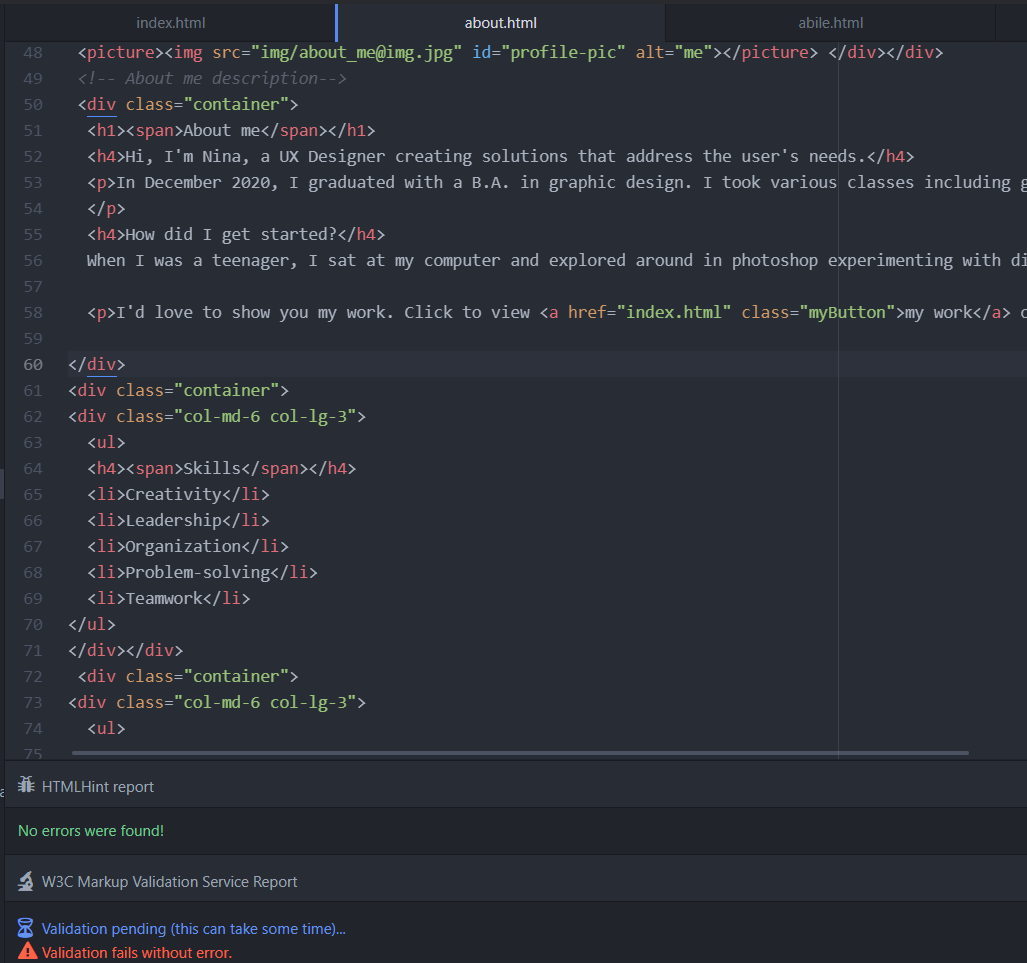 index.html about.html abile.html
48 <picture><img src="img/about_me@img.jpg" id="profile-pic" alt="me"></picture> </div></div>
49 <!-- About me description-->
50 <div class="container">
51 <h1><span>About me</span></h1>
52 <h4>Hi, I'm Nina, a UX Designer creating solutions that address the user's needs.</h4>
53 <p>In December 2020, I graduated with a B.A. in graphic design. I took various classes including g
54 </p>
55 <h4>How did I get started?</h4>
56 When I was a teenager, I sat at my computer and explored around in photoshop experimenting with di
57
58 <p>I'd love to show you my work. Click to view <a href="index.html" class="myButton">my work</a> o
59
60 </div>
61 <div class="container">
62 <div class="col-md-6 col-lg-3">
63 <ul>
64 <h4><span>Skills</span></h4>
65 <li>Creativity</li>
66 <li>Leadership</li>
67 <li>Organization</li>
68 <li>Problem-solving</li>
69 <li>Teamwork</li>
70 </ul>
71 </div></div>
72 <div class="container">
73 <div class="col-md-6 col-lg-3">
74 <ul>
75
HTMLHint report
No errors were found!
W3C Markup Validation Service Report
Validation pending (this can take some time)...
Validation fails without error.